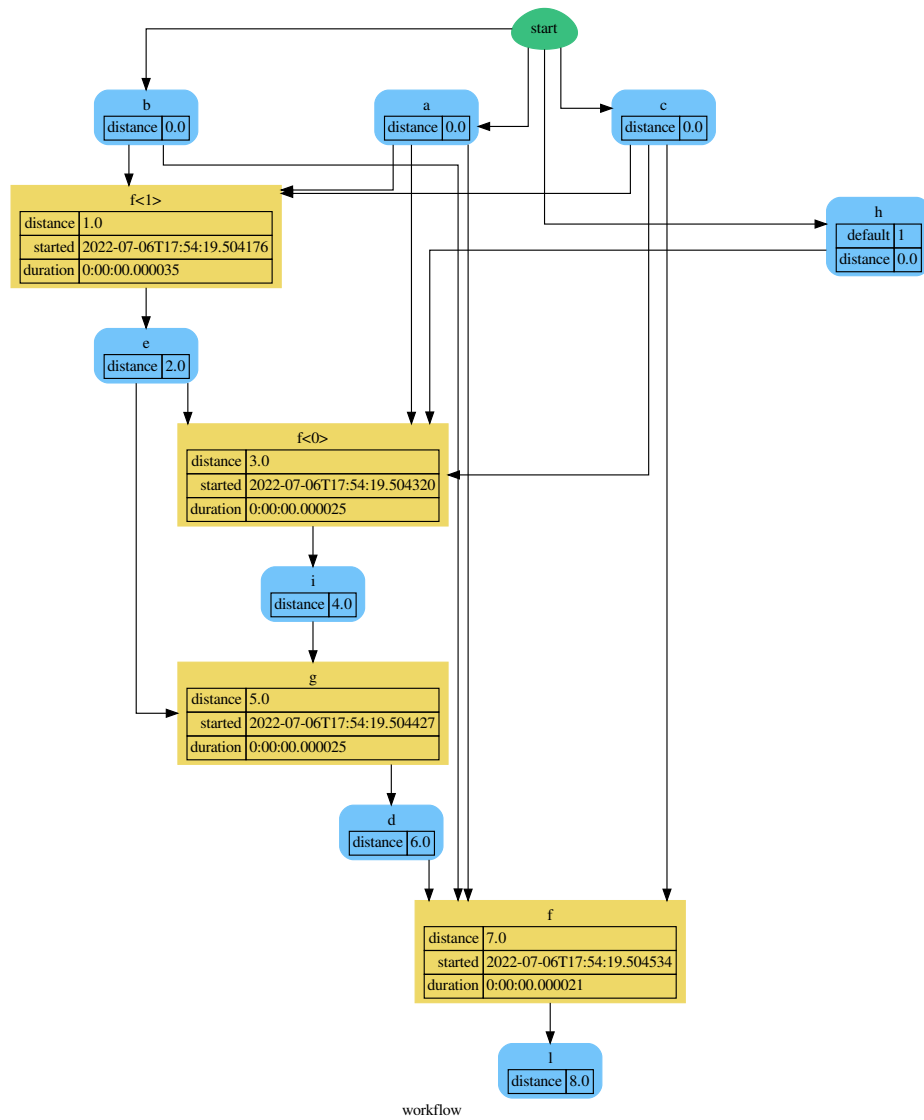 start
b
distance 0.0
a
distance 0.0
c
distance 0.0
f<1>
distance 1.0
started 2022-07-06T17:54:19.504176
duration 0:00:00.000035
h
default 1
distance 0.0
e
distance 2.0
f<0>
distance 3.0
started 2022-07-06T17:54:19.504320
duration 0:00:00.000025
i
distance 4.0
g
distance 5.0
started 2022-07-06T17:54:19.504427
duration 0:00:00.000025
d
distance 6.0
f
distance 7.0
started 2022-07-06T17:54:19.504534
duration 0:00:00.000021
l
distance 8.0
workflow